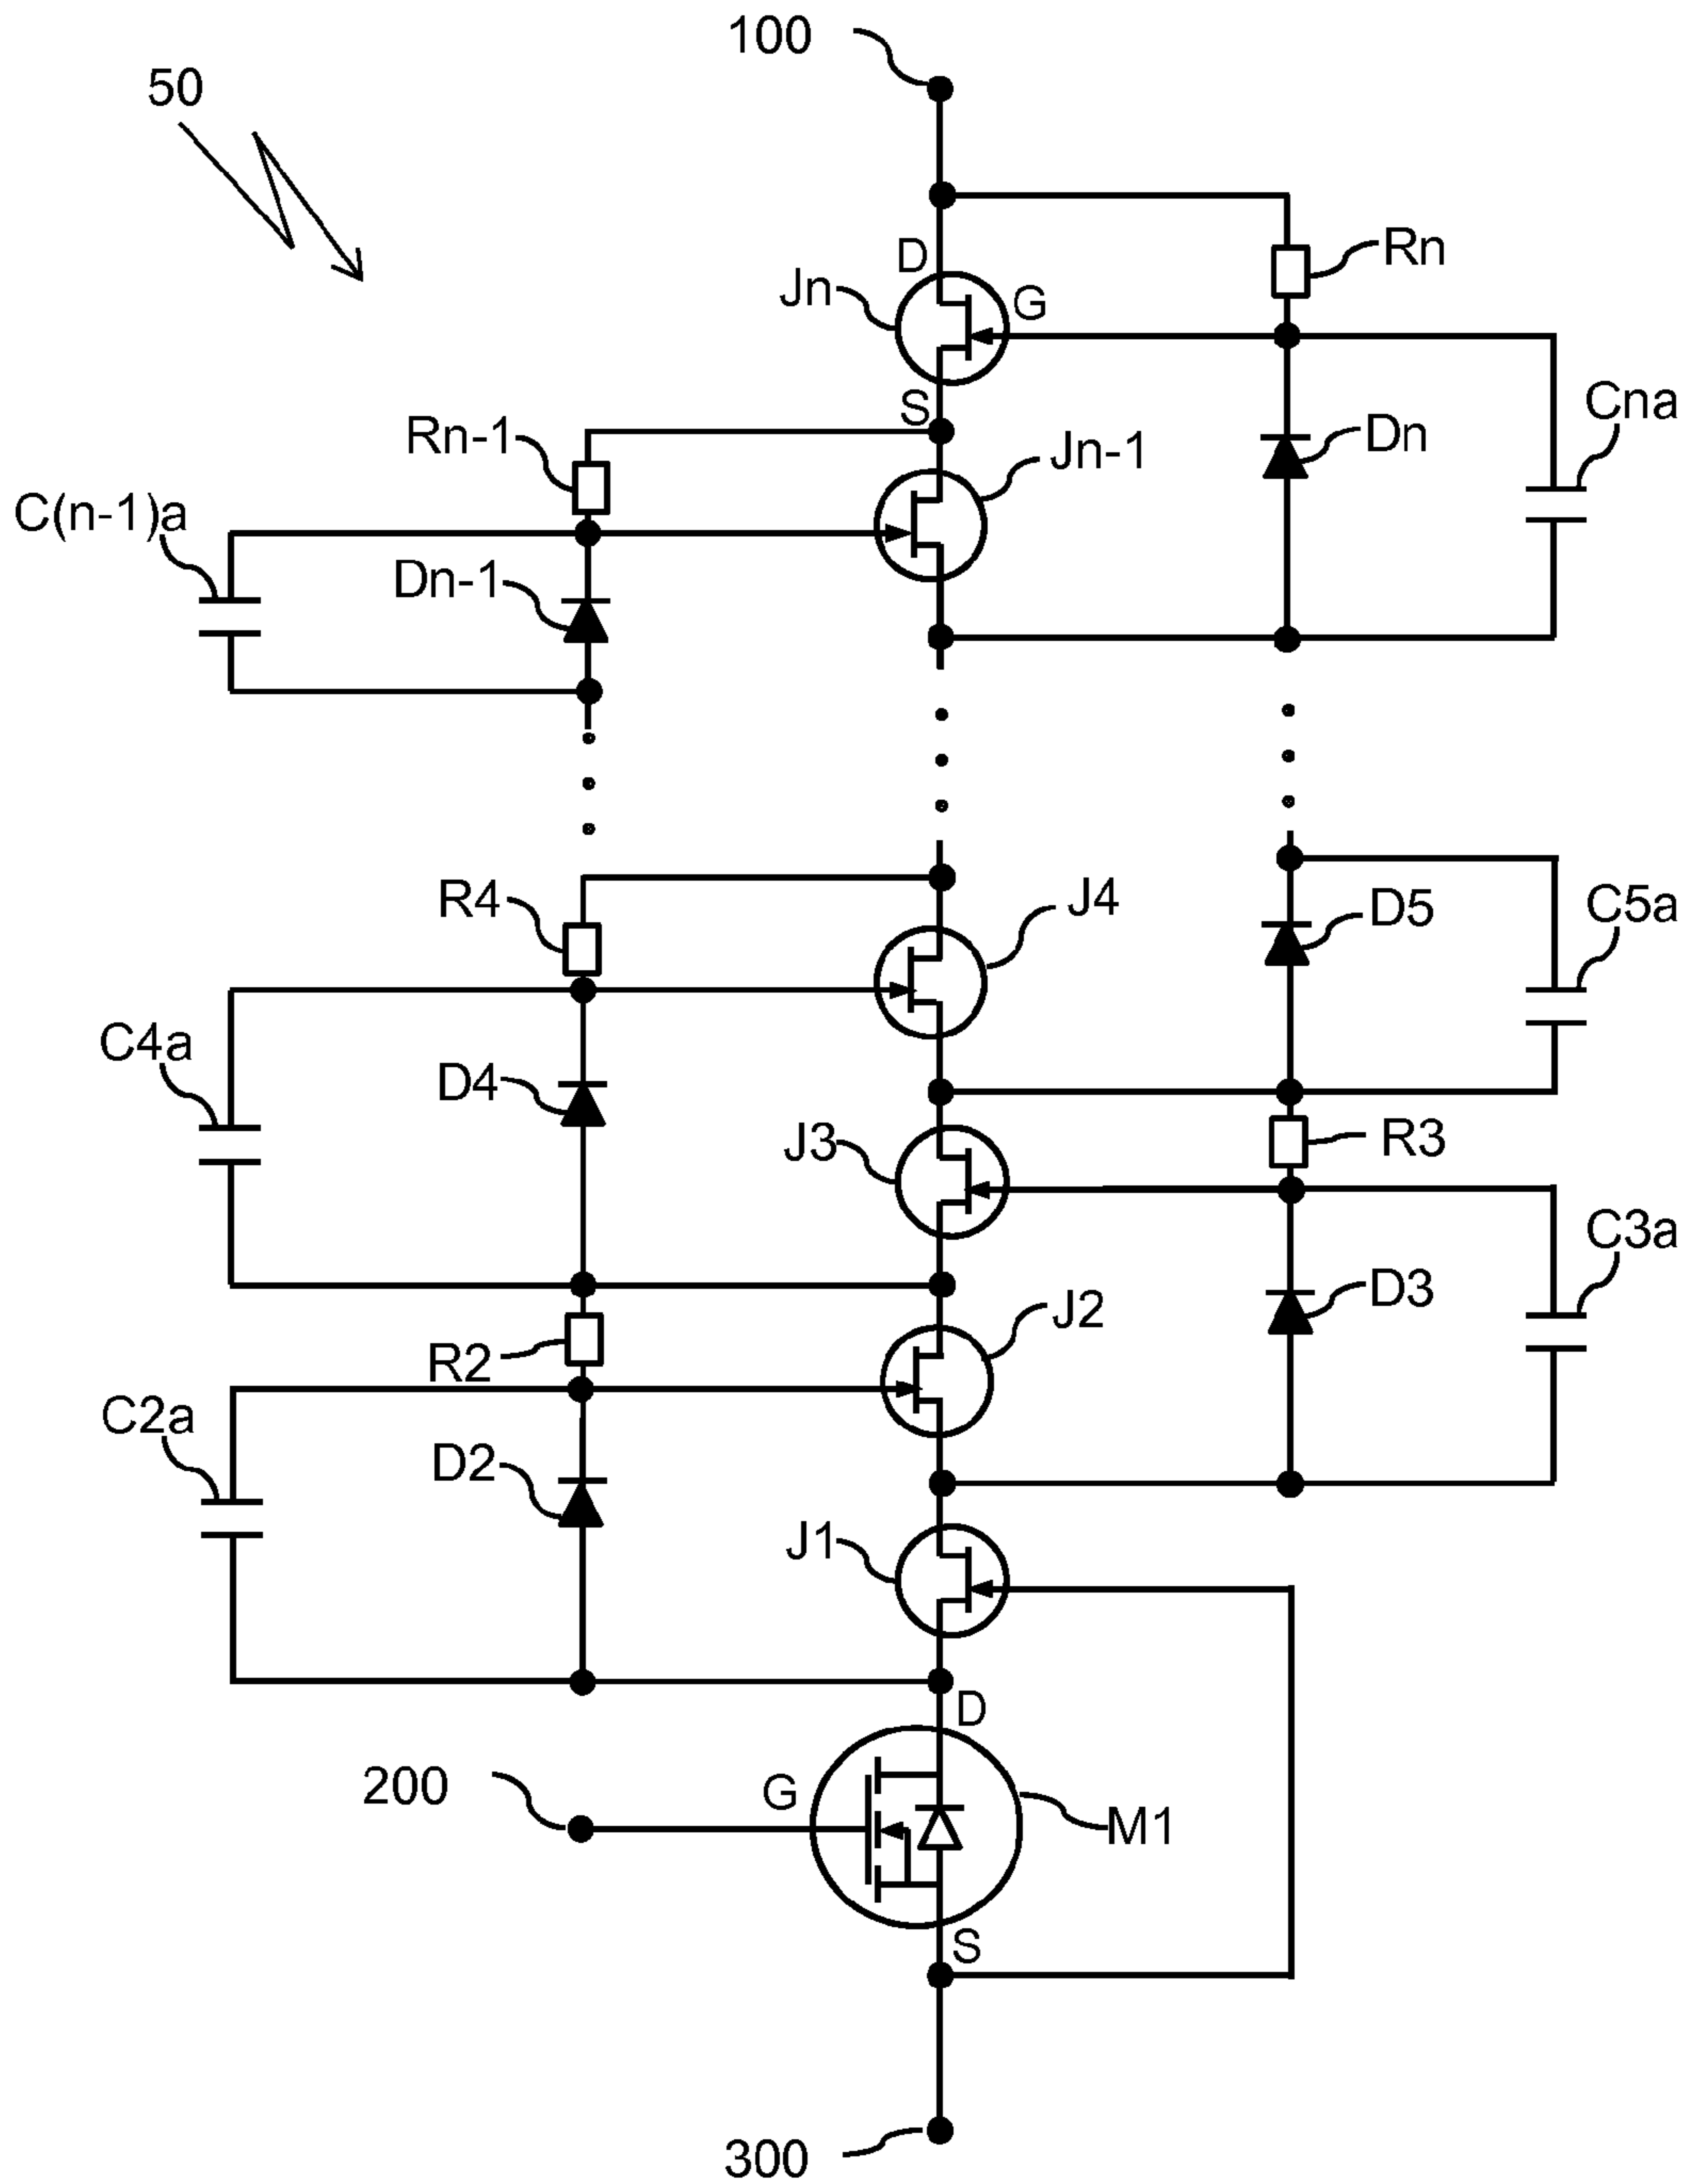 100
50
D
Rn
Jn
G
S
Cna
Rn-1
Dn
Jn-1
C(n-1)a
Dn-1
R4
J4
D5
C5a
C4a
D4
J3
R3
C3a
D3
J2
R2
C2a
D2
J1
D
200
G
M1
S
300